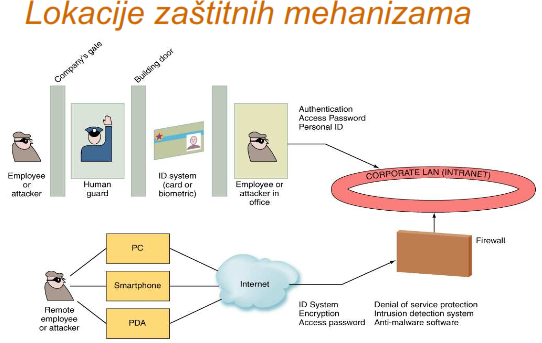 Lokacije zaštitnih mehanizama
Company's gate
Building door
Authentication
Access Password
Personal ID
Employee
or
attacker
Human
guard
ID system
(card or
biometric)
Employee or
attacker in
office
CORPORATE LAN (INTRANET)
PC
Smartphone
PDA
Remote
employee
or attacker
Internet
Firewall
ID System
Encryption
Access password
Denial of service protection
Intrusion detection system
Anti-malware software